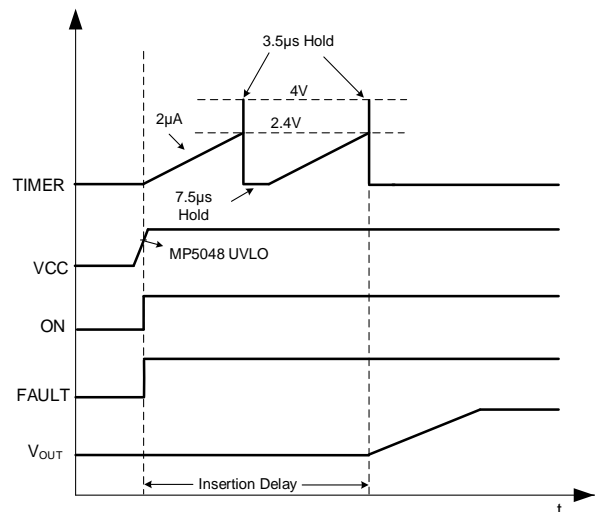 3.5µs Hold
4V
2µA
2.4V
TIMER
7.5µs
Hold
MP5048 UVLO
VCC
ON
FAULT
VOUT
Insertion Delay
t